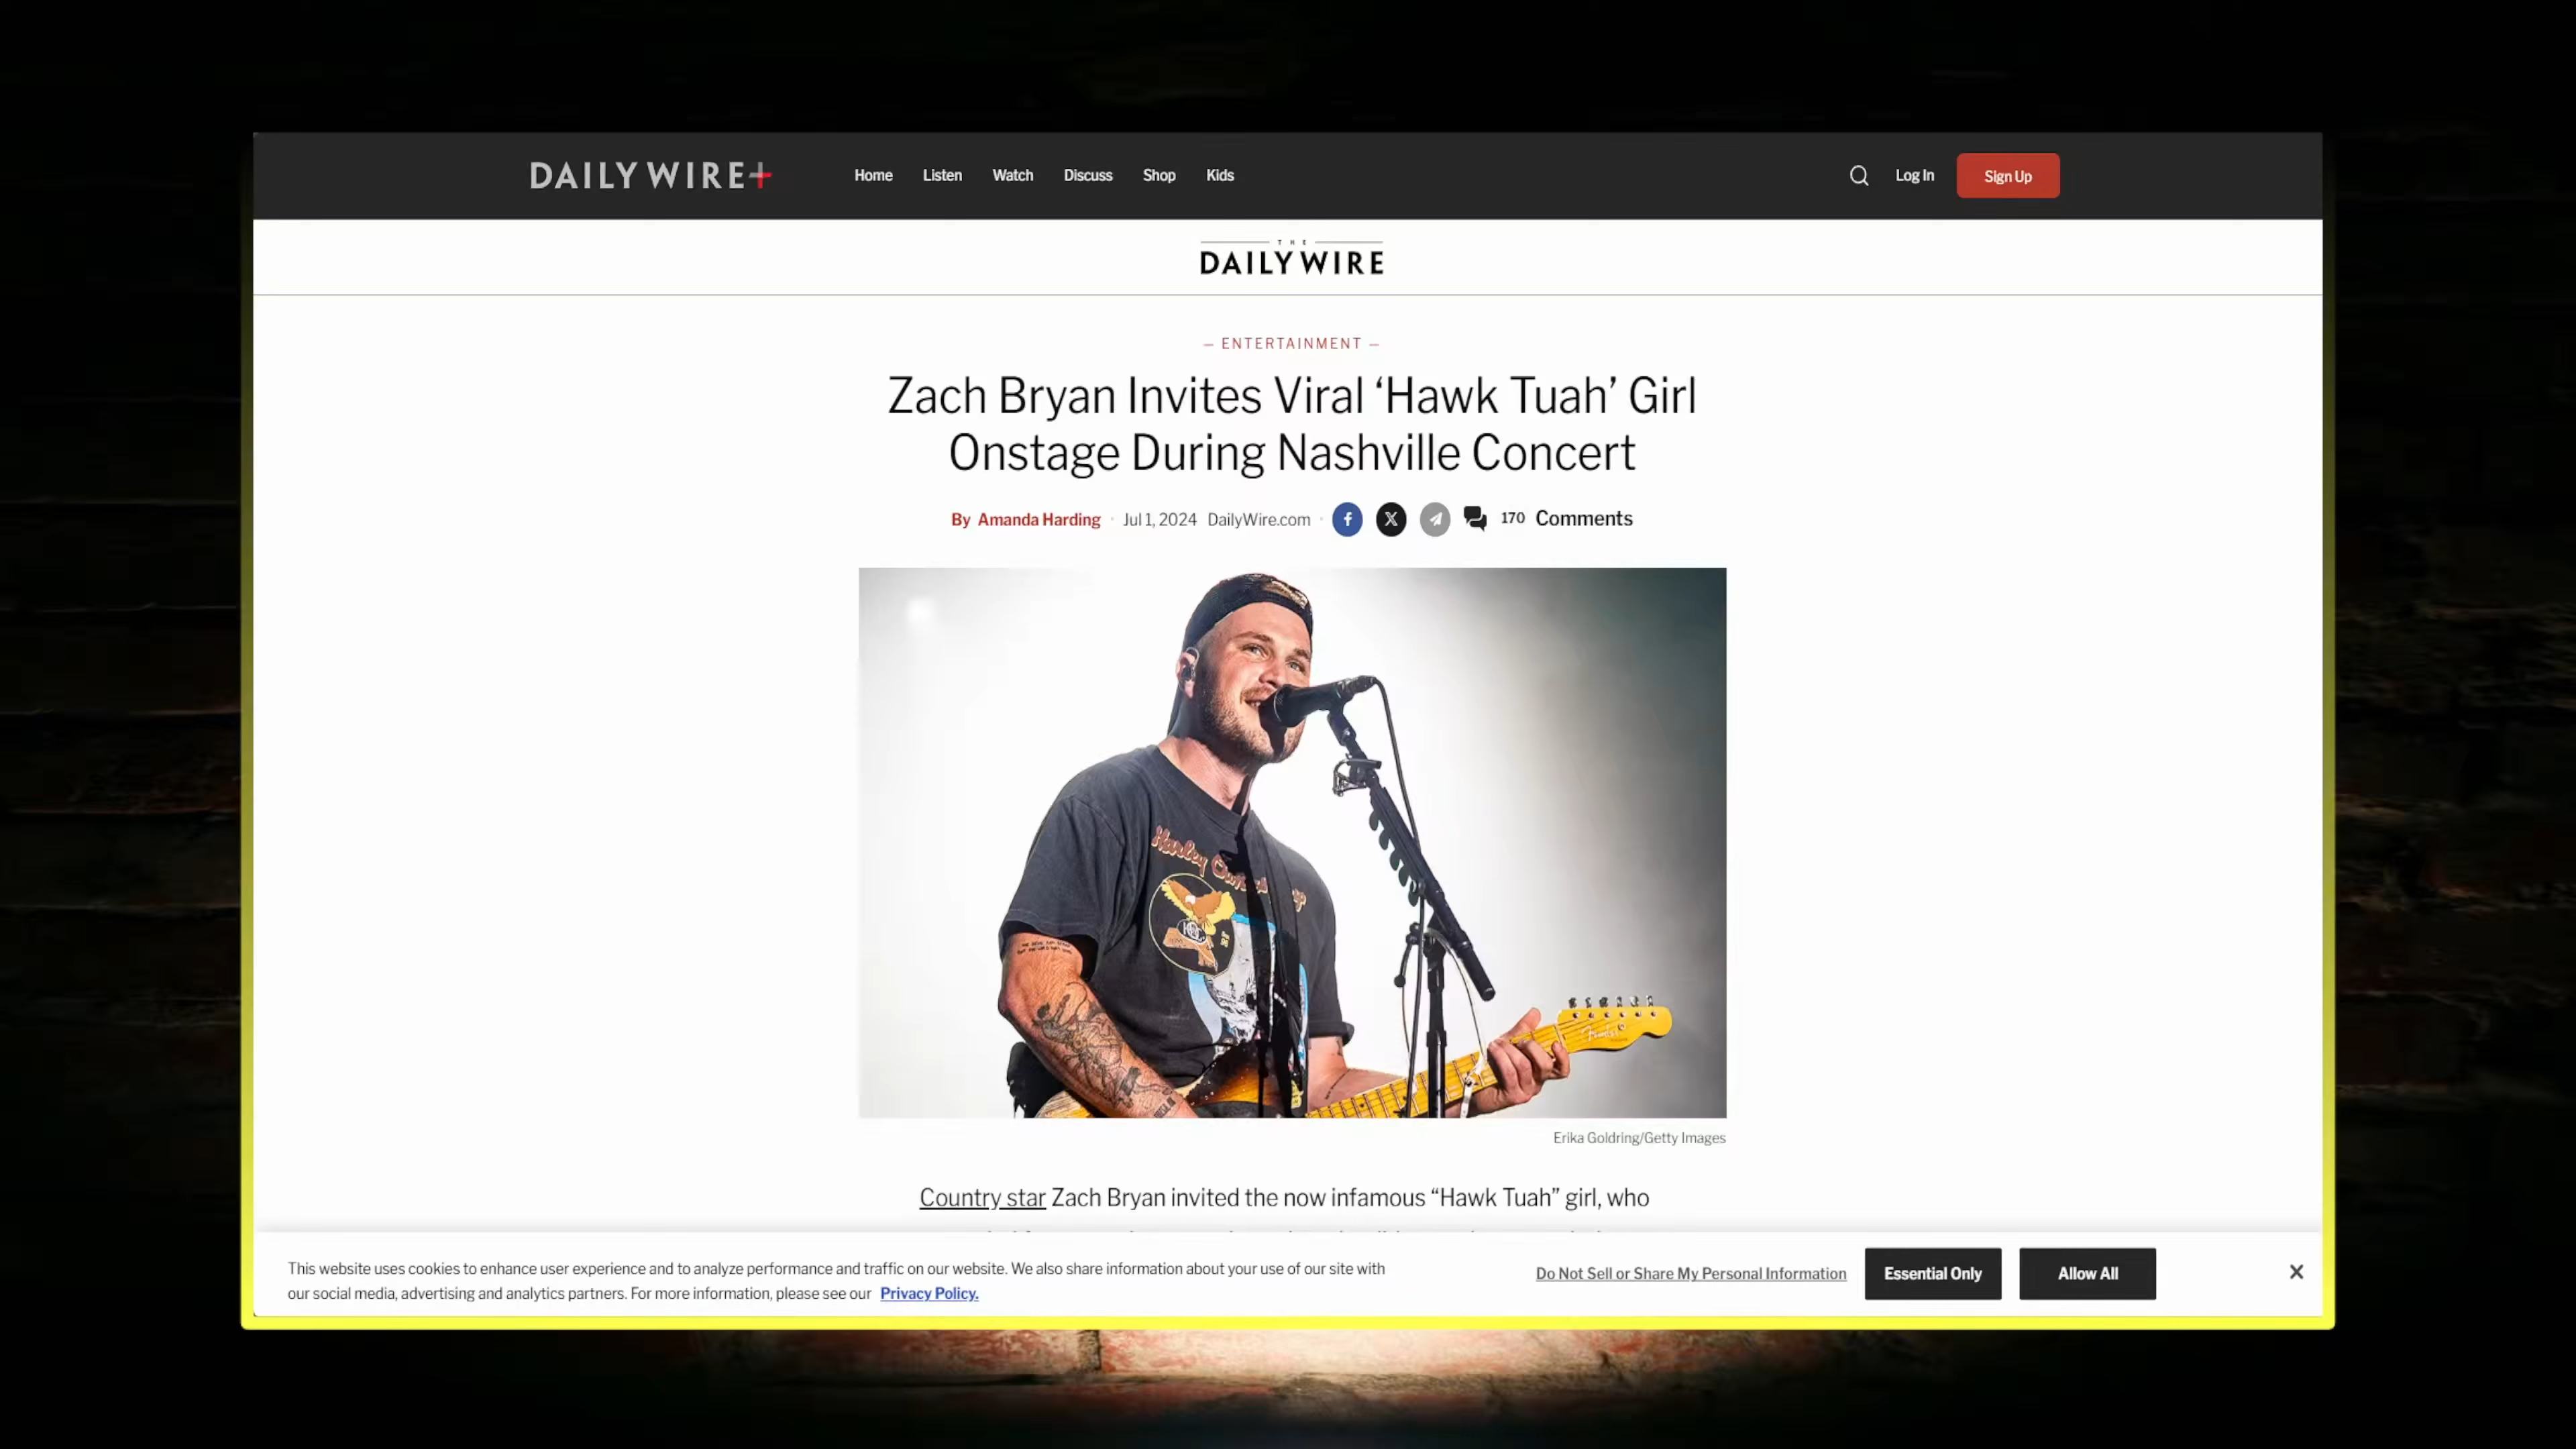 DAILY WIRE+
Home Listen Watch Discuss Shop Kids
Log In Sign Up
THE
DAILY WIRE
— ENTERTAINMENT —
Zach Bryan Invites Viral ‘Hawk Tuah’ Girl
Onstage During Nashville Concert
By Amanda Harding · Jul 1, 2024 DailyWire.com · 170 Comments
Harley
Fender
Erika Goldring/Getty Images
Country star Zach Bryan invited the now infamous “Hawk Tuah” girl, who
This website uses cookies to enhance user experience and to analyze performance and traffic on our website. We also share information about your use of our site with
our social media, advertising and analytics partners. For more information, please see our Privacy Policy.
Do Not Sell or Share My Personal Information
Essential Only
Allow All